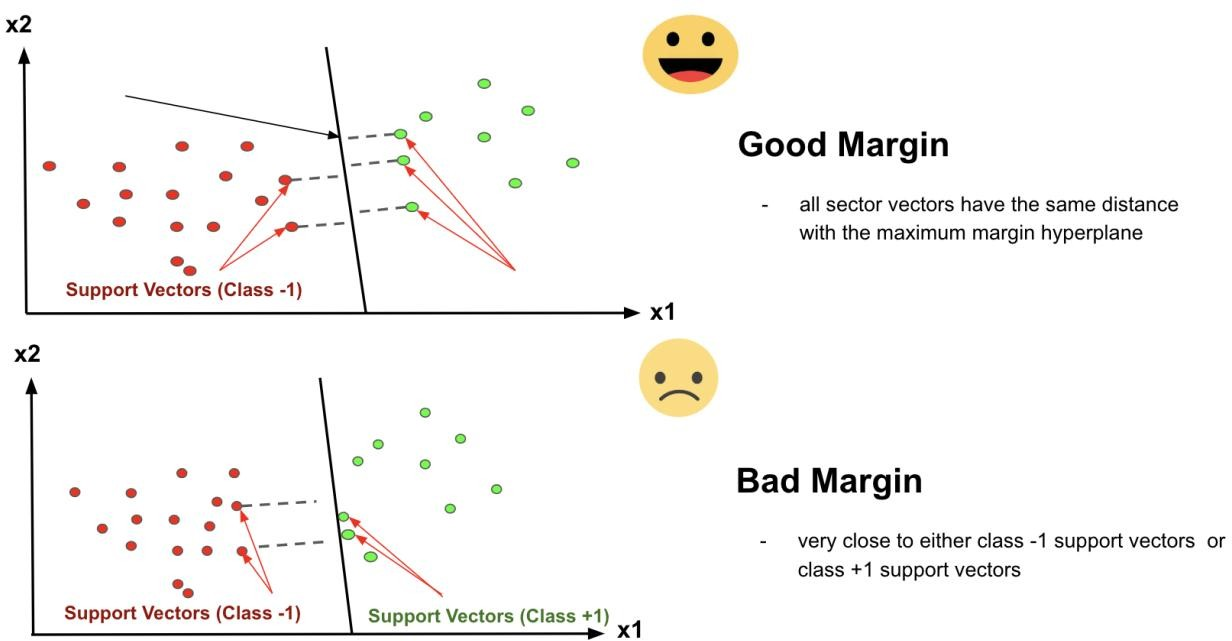 x2
Good Margin
- all sector vectors have the same distance
with the maximum margin hyperplane
Support Vectors (Class -1)
x1
x2
Bad Margin
- very close to either class -1 support vectors or
class +1 support vectors
Support Vectors (Class -1)
Support Vectors (Class +1)
x1